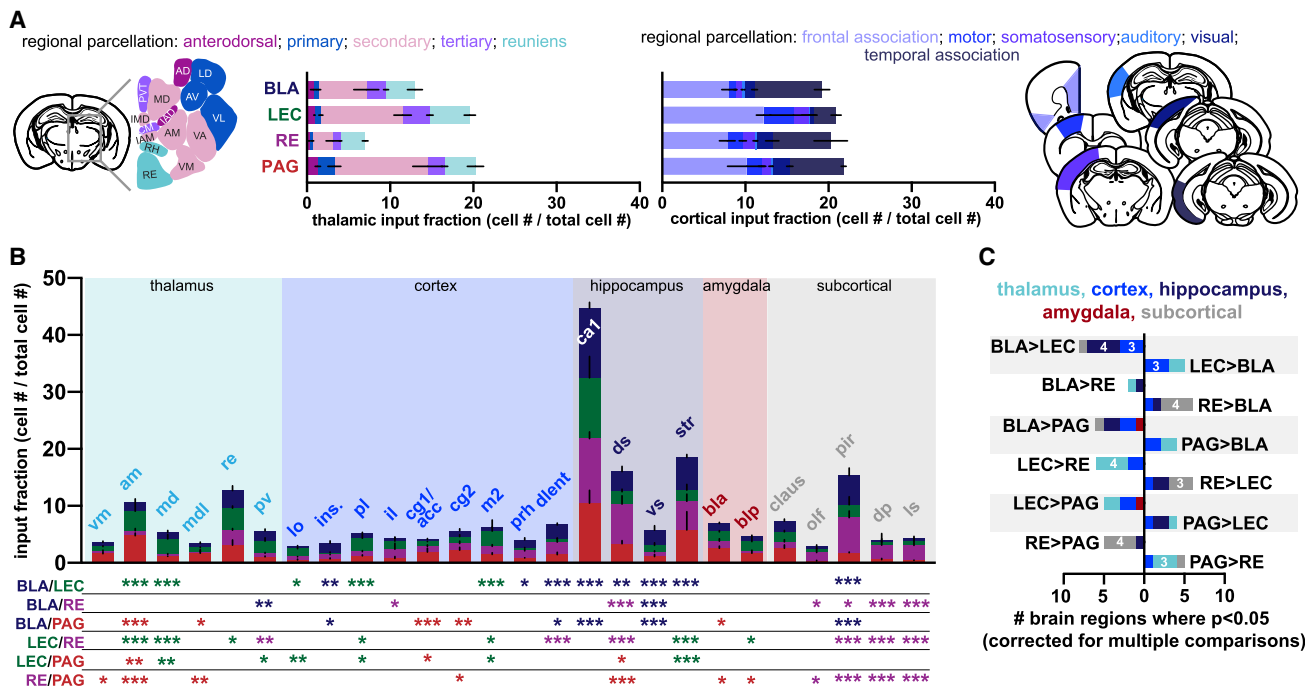 A
regional parcellation: anterodorsal; primary; secondary; tertiary; reuniens
regional parcellation: frontal association; motor; somatosensory;auditory; visual;
temporal association
AD
LD
PVT
MD
AV
IMD
IAD
VL
CM
IAM
AM
VA
RH
RE
VM
BLA
LEC
RE
PAG
0 10 20 30 40
thalamic input fraction (cell # / total cell #)
0 10 20 30 40
cortical input fraction (cell # / total cell #)
B
input fraction (cell # / total cell #)
50
40
30
20
10
0
thalamus cortex hippocampus amygdala subcortical
vm am md mdl re pv lo ins. pl il cg1/acc cg2 m2 prh dlent ca1 ds vs str bla blp claus olf pir dp ls
BLA/LEC *** *** * ** *** *** * *** *** ** *** *** ***
BLA/RE ** * *** *** * * *** ***
BLA/PAG *** * * *** ** * *** *** * ***
LEC/RE *** *** * ** * * *** *** *** * *** *** ***
LEC/PAG ** ** * ** * * * * ***
RE/PAG * *** ** * *** * * * *** *** ***
C
thalamus, cortex, hippocampus,
amygdala, subcortical
BLA>LEC 4 3
3 LEC>BLA
BLA>RE
4 RE>BLA
BLA>PAG
PAG>BLA
LEC>RE 4
3 RE>LEC
LEC>PAG
PAG>LEC
RE>PAG 4
3 PAG>RE
10 5 0 5 10
# brain regions where p<0.05
(corrected for multiple comparisons)